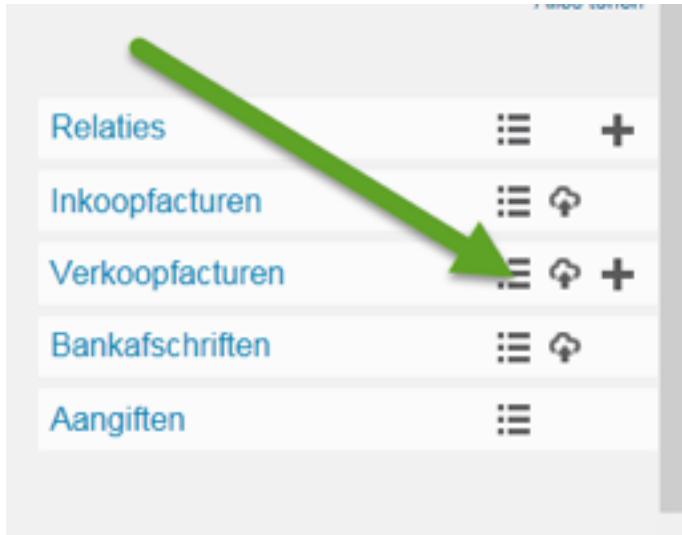 Relaties
Inkoopfacturen
Verkoopfacturen
Bankafschriften
Aangiften